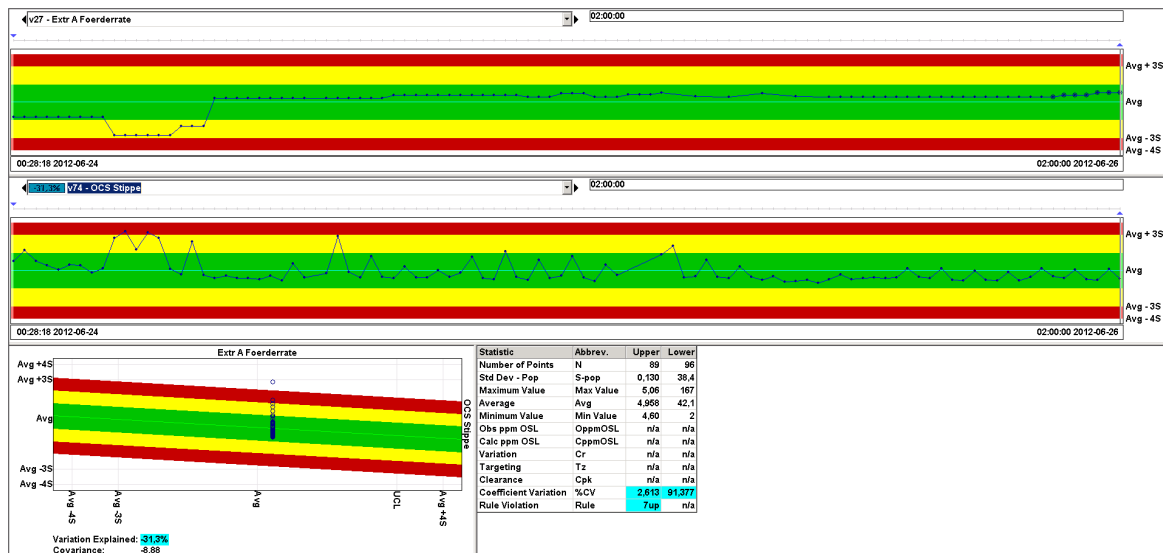 v27 - Extr A Foerderrate
02:00:00
Avg + 3S
Avg
Avg - 3S
Avg - 4S
00:28:18 2012-06-24 02:00:00 2012-06-26
-31,3% v74 - OCS Stippe
02:00:00
Avg + 3S
Avg
Avg - 3S
Avg - 4S
00:28:18 2012-06-24 02:00:00 2012-06-26
Extr A Foerderrate
Avg +4S
Avg +3S
Avg
Avg -3S
Avg -4S
OCS Stippe
Avg-4S Avg-3S Avg UCL Avg+4S
Variation Explained: -31,3%
Covariance: -8,88
Statistic Abbrev. Upper Lower
Number of Points N 89 96
Std Dev - Pop S-pop 0,130 38,4
Maximum Value Max Value 5,06 167
Average Avg 4,958 42,1
Minimum Value Min Value 4,60 2
Obs ppm OSL OppmOSL n/a n/a
Calc ppm OSL CppmOSL n/a n/a
Variation Cr n/a n/a
Targeting Tz n/a n/a
Clearance Cpk n/a n/a
Coefficient Variation %CV 2,613 91,377
Rule Violation Rule 7up n/a